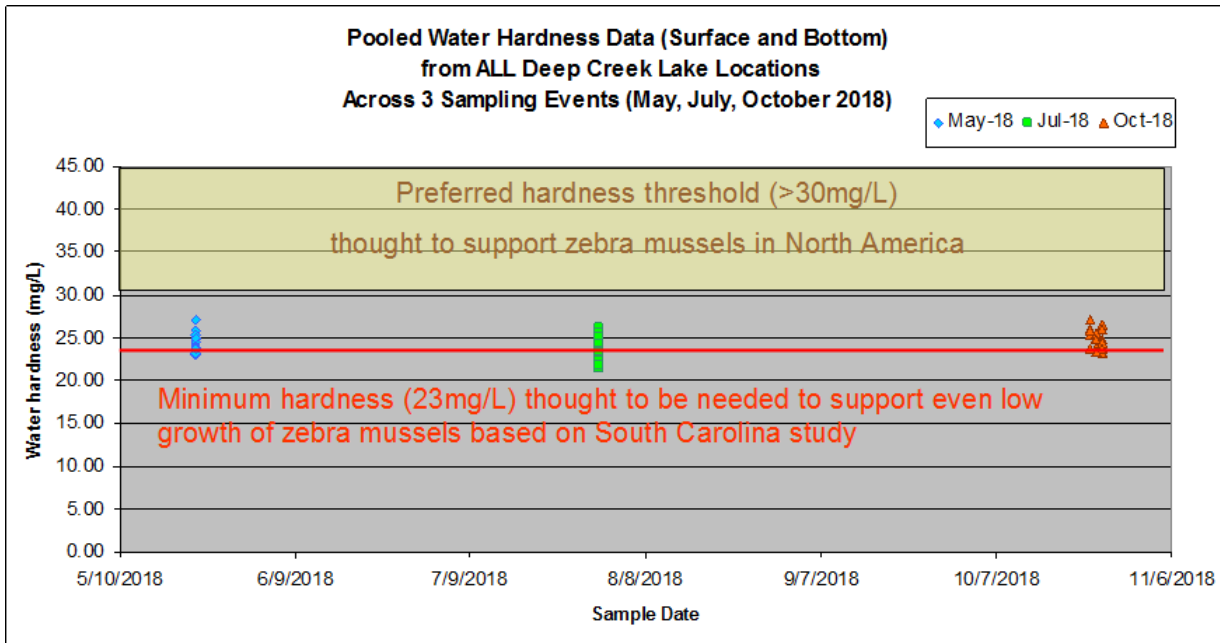 Pooled Water Hardness Data (Surface and Bottom)
from ALL Deep Creek Lake Locations
Across 3 Sampling Events (May, July, October 2018)
May-18 Jul-18 Oct-18
45.00
40.00
35.00
30.00
25.00
20.00
15.00
10.00
5.00
0.00
Water hardness (mg/L)
Preferred hardness threshold (>30mg/L)
thought to support zebra mussels in North America
Minimum hardness (23mg/L) thought to be needed to support even low
growth of zebra mussels based on South Carolina study
5/10/2018 6/9/2018 7/9/2018 8/8/2018 9/7/2018 10/7/2018 11/6/2018
Sample Date